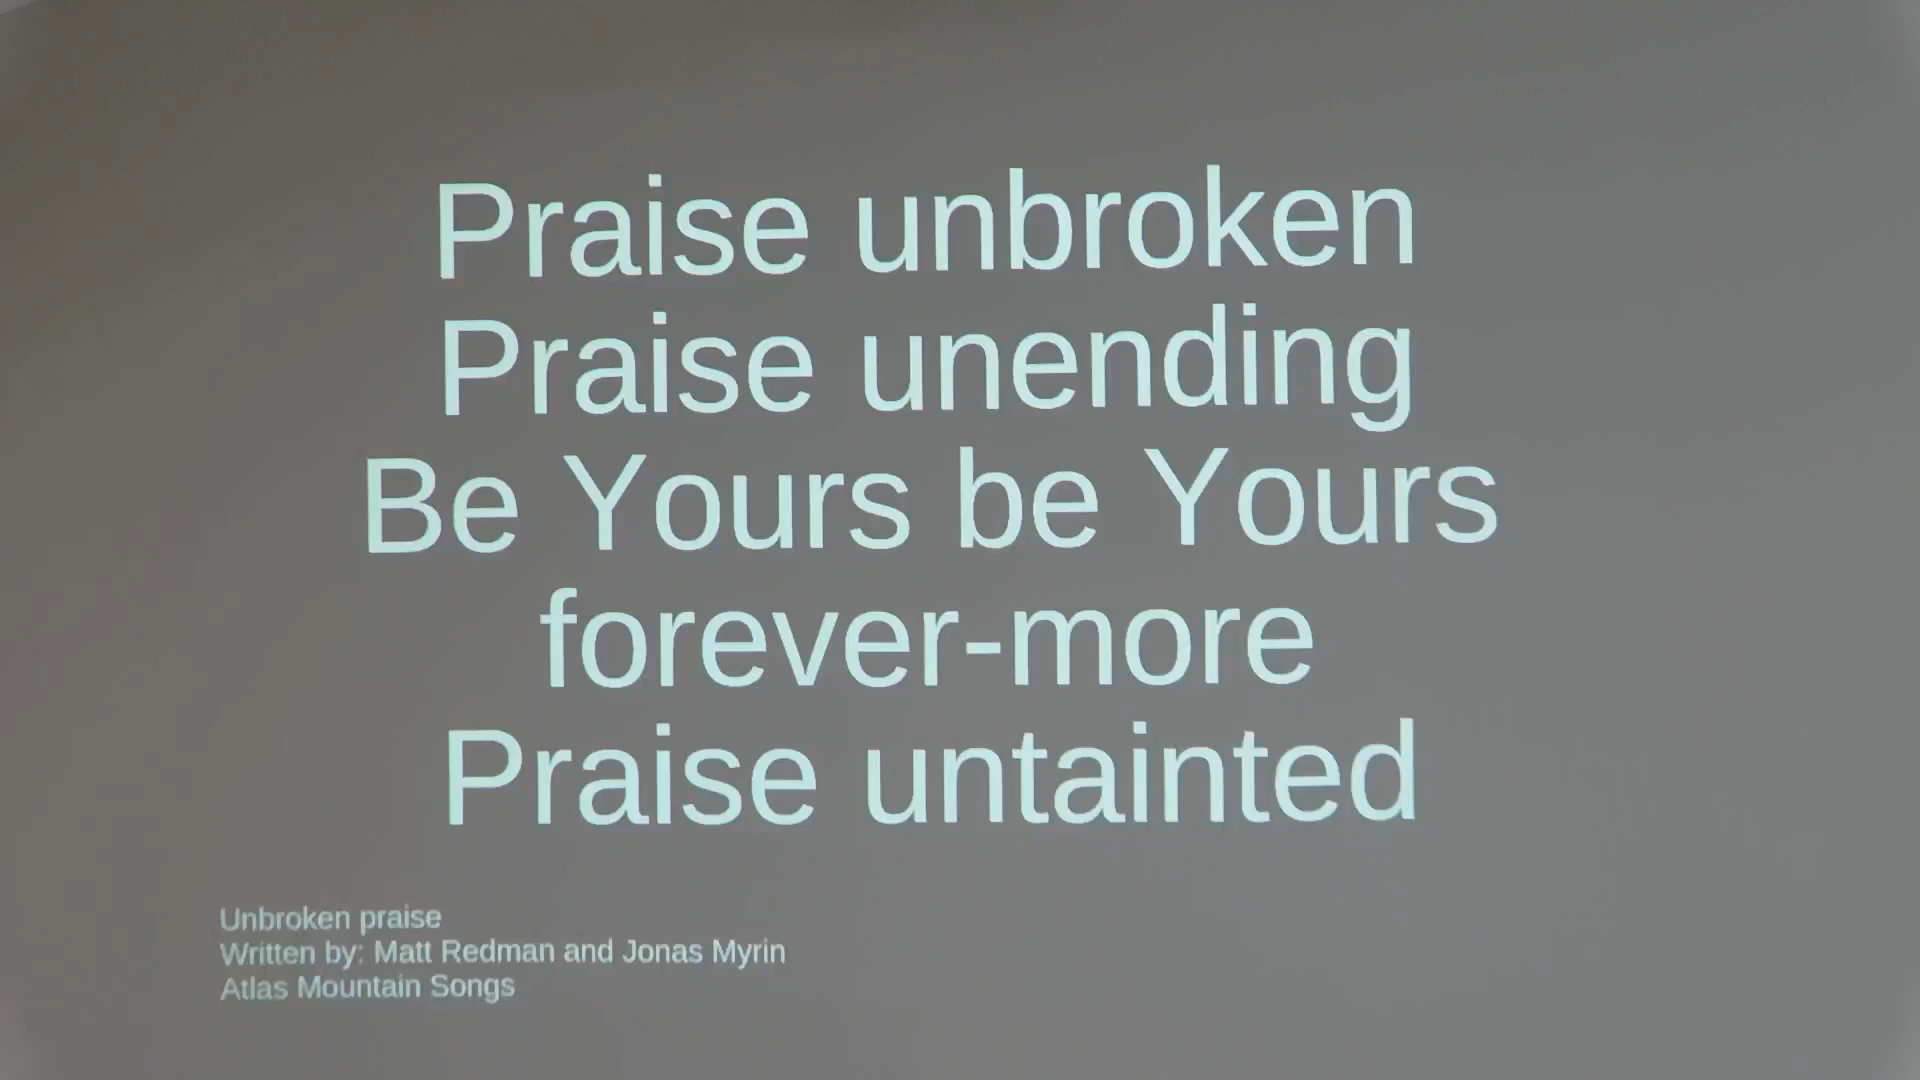 Praise unbroken
Praise unending
Be Yours be Yours
forever-more
Praise untainted
Unbroken praise
Written by: Matt Redman and Jonas Myrin
Atlas Mountain Songs